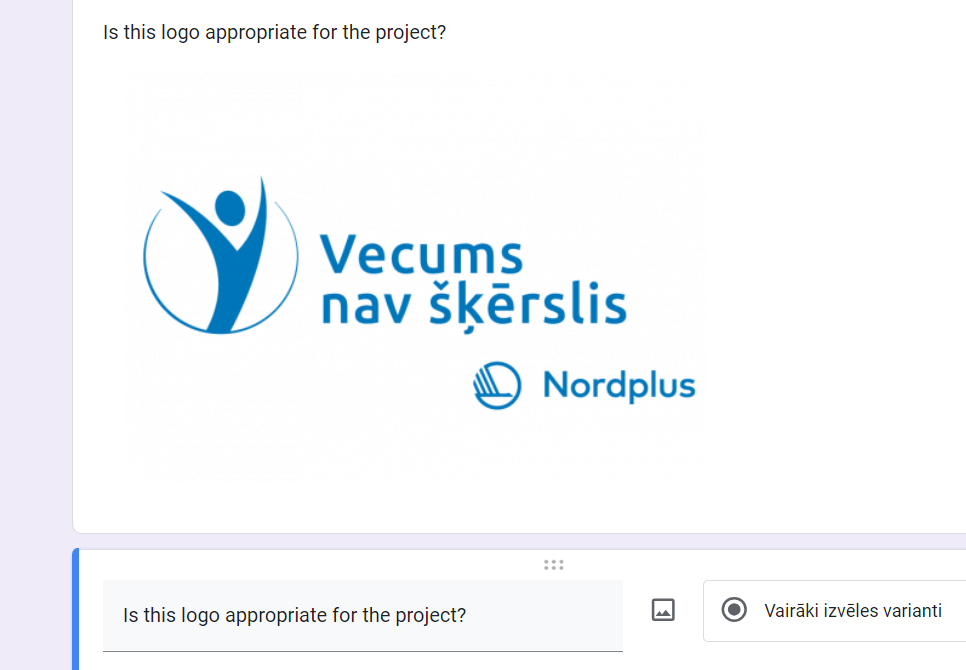 Is this logo appropriate for the project?
Vecums
nav šķērslis
Nordplus
Is this logo appropriate for the project?
Vairāki izvēles varianti